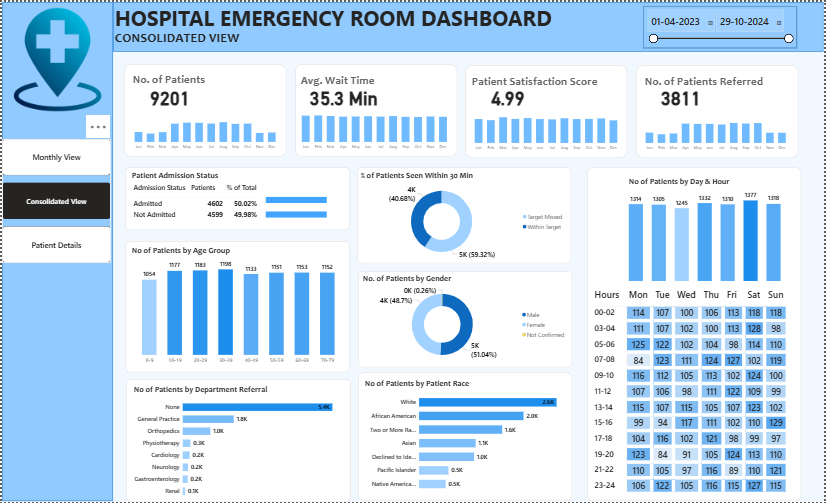 HOSPITAL EMERGENCY ROOM DASHBOARD
CONSOLIDATED VIEW
01-04-2023 29-10-2024
Monthly View
Consolidated View
Patient Details
No. of Patients
9201
Jan Feb Mar Apr May Jun Jul Aug Sep Oct Nov Dec
Avg. Wait Time
35.3 Min
Jan Feb Mar Apr May Jun Jul Aug Sep Oct Nov Dec
Patient Satisfaction Score
4.99
Jan Feb Mar Apr May Jun Jul Aug Sep Oct Nov Dec
No. of Patients Referred
3811
Jan Feb Mar Apr May Jun Jul Aug Sep Oct Nov Dec
Patient Admission Status
Admission Status Patients % of Total
Admitted 4602 50.02%
Not Admitted 4599 49.98%
No. of Patients by Age Group
1054 1177 1183 1198 1133 1151 1153 1152
0-9 10-19 20-29 30-39 40-49 50-59 60-69 70-79
No. of Patients by Department Referral
None 5.4K
General Practice 1.8K
Orthopedics 1.0K
Physiotherapy 0.3K
Cardiology 0.2K
Neurology 0.2K
Gastroenterology 0.2K
Renal 0.1K
% of Patients Seen Within 30 Min
4K
(40.68%)
5K (59.32%)
Target Missed
Within Target
No. of Patients by Gender
0K (0.26%)
4K (48.7%)
5K
(51.04%)
Male
Female
Not Confirmed
No. of Patients by Patient Race
White 2.6K
African American 2.0K
Two or More Ra... 1.6K
Asian 1.1K
Declined to Ide... 1.0K
Pacific Islander 0.5K
Native America... 0.5K
No of Patients by Day & Hour
1314 1305 1245 1332 1310 1377 1318
Hours Mon Tue Wed Thu Fri Sat Sun
00-02 114 107 100 106 113 118 118
03-04 111 107 102 100 113 128 98
05-06 125 122 102 104 98 114 110
07-08 84 123 111 124 127 102 119
09-10 116 112 105 113 102 124 100
11-12 107 106 98 111 122 109 99
13-14 115 107 115 105 107 123 102
15-16 99 94 117 111 102 110 129
17-18 104 116 102 121 98 99 97
19-20 123 84 91 105 124 113 110
21-22 110 105 97 116 89 110 121
23-24 106 122 105 116 115 127 115